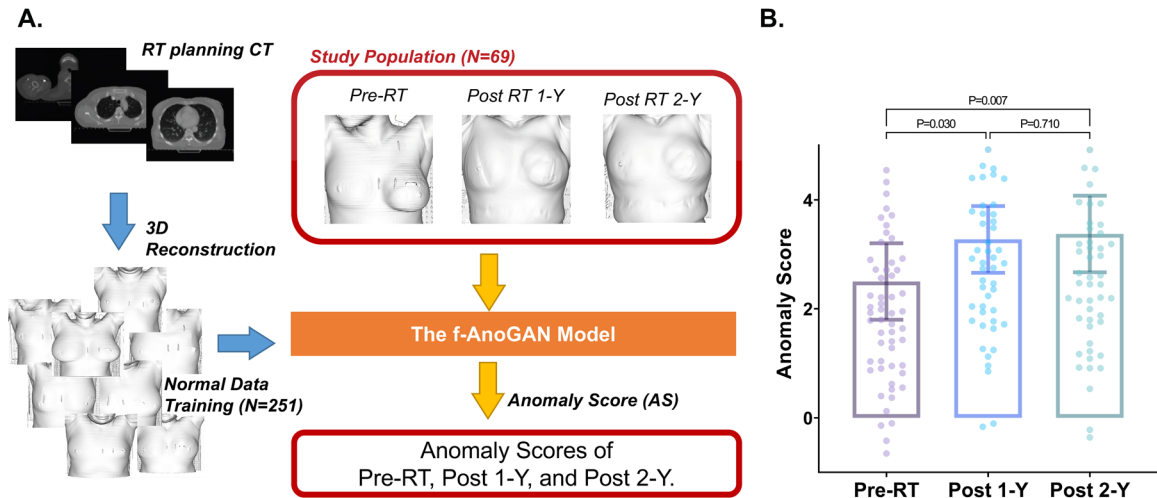 A.
RT planning CT
Study Population (N=69)
Pre-RT
Post RT 1-Y
Post RT 2-Y
3D
Reconstruction
The f-AnoGAN Model
Normal Data
Training (N=251)
Anomaly Score (AS)
Anomaly Scores of
Pre-RT, Post 1-Y, and Post 2-Y.
B.
P=0.007
P=0.030
P=0.710
Anomaly Score
4
2
0
Pre-RT
Post 1-Y
Post 2-Y